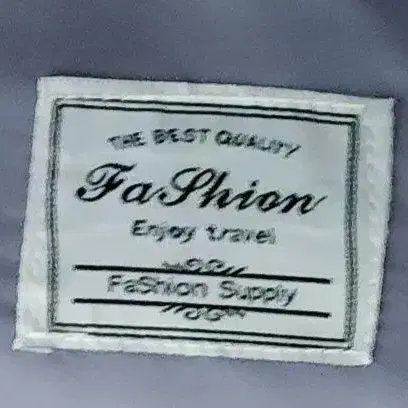 THE BEST QUALITY
FaShion
Enjoy travel
FaShion Supply